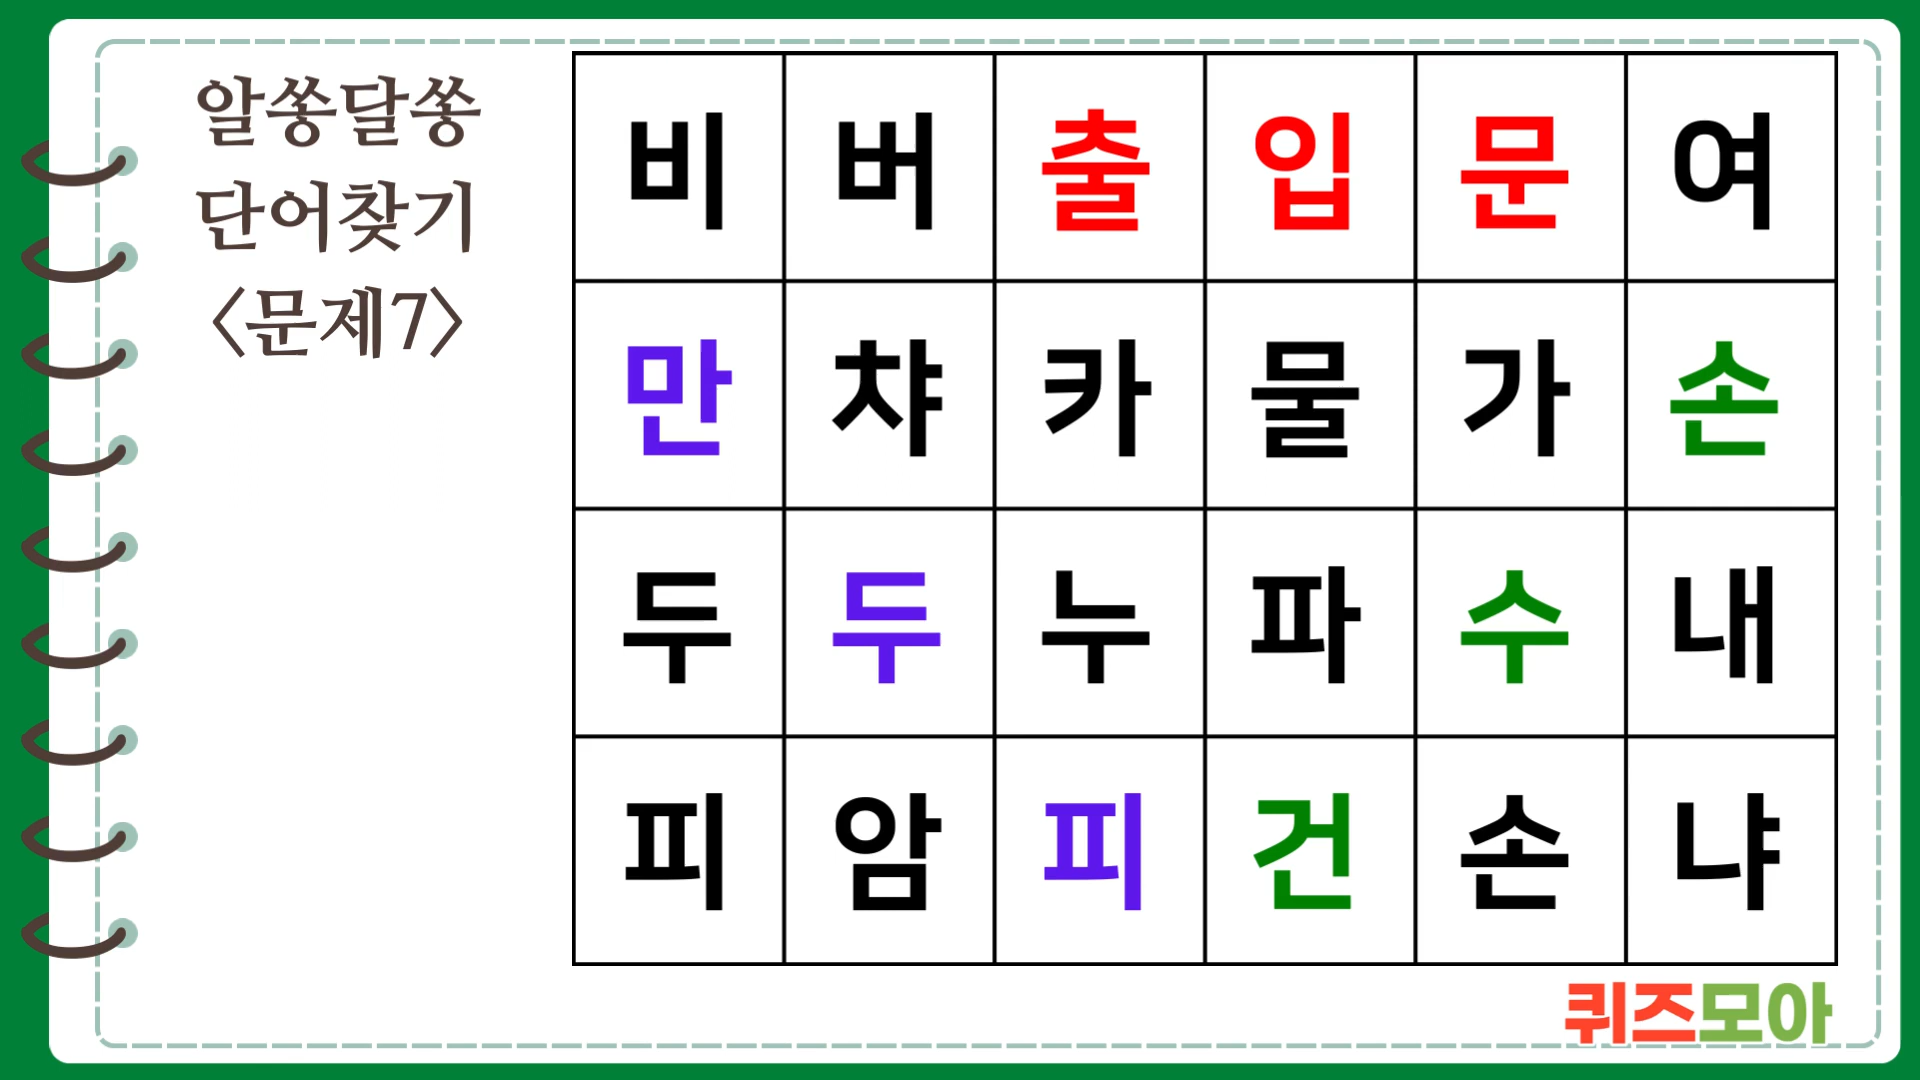 알쏭달쏭
단어찾기
<문제7>
비 버 출 입 문 여
만 챠 카 물 가 손
두 두 누 파 수 내
피 암 피 건 손 냐
퀴즈모아